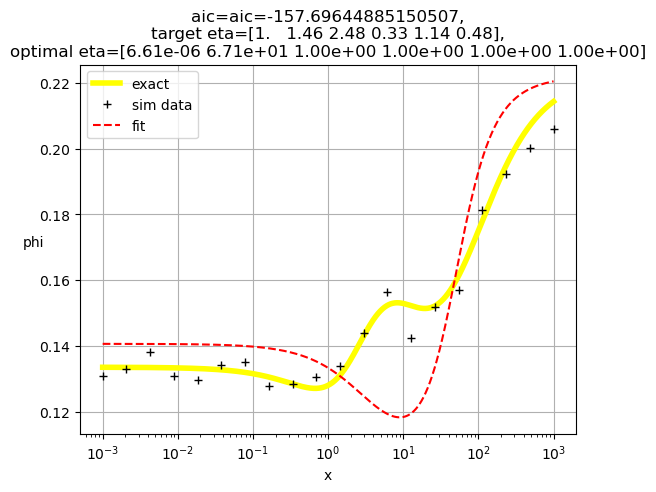 aic=aic=-157.69644885150507,
target eta=[1.   1.46 2.48 0.33 1.14 0.48],
optimal eta=[6.61e-06 6.71e+01 1.00e+00 1.00e+00 1.00e+00 1.00e+00]
exact
sim data
fit
0.22
0.20
0.18
0.16
0.14
0.12
phi
10⁻³ 10⁻² 10⁻¹ 10⁰ 10¹ 10² 10³
x